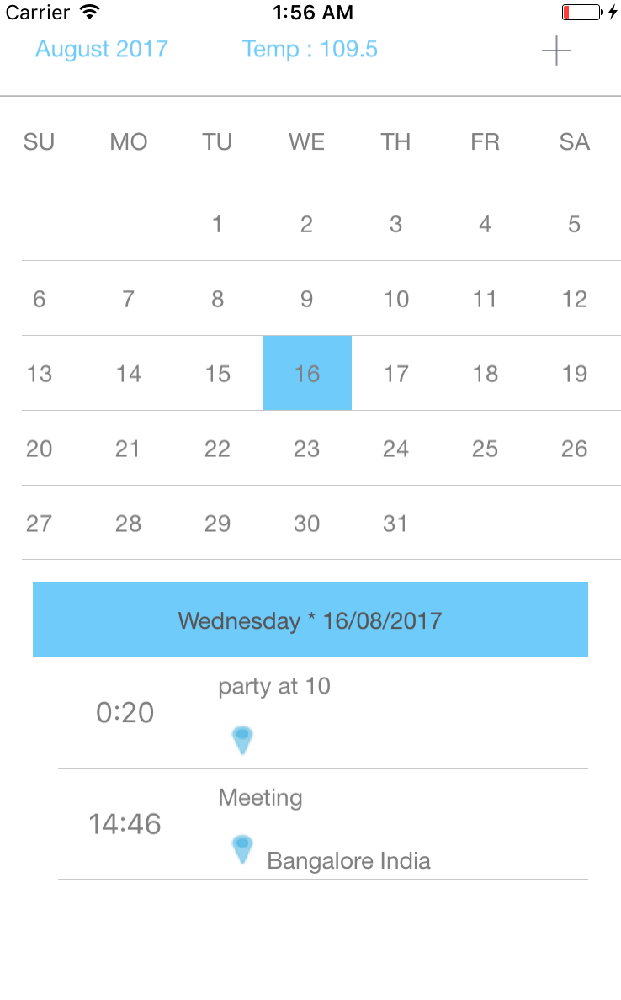 Carrier 1:56 AM
August 2017 Temp : 109.5
SU MO TU WE TH FR SA
1 2 3 4 5
6 7 8 9 10 11 12
13 14 15 16 17 18 19
20 21 22 23 24 25 26
27 28 29 30 31
Wednesday * 16/08/2017
0:20 party at 10
14:46 Meeting
Bangalore India